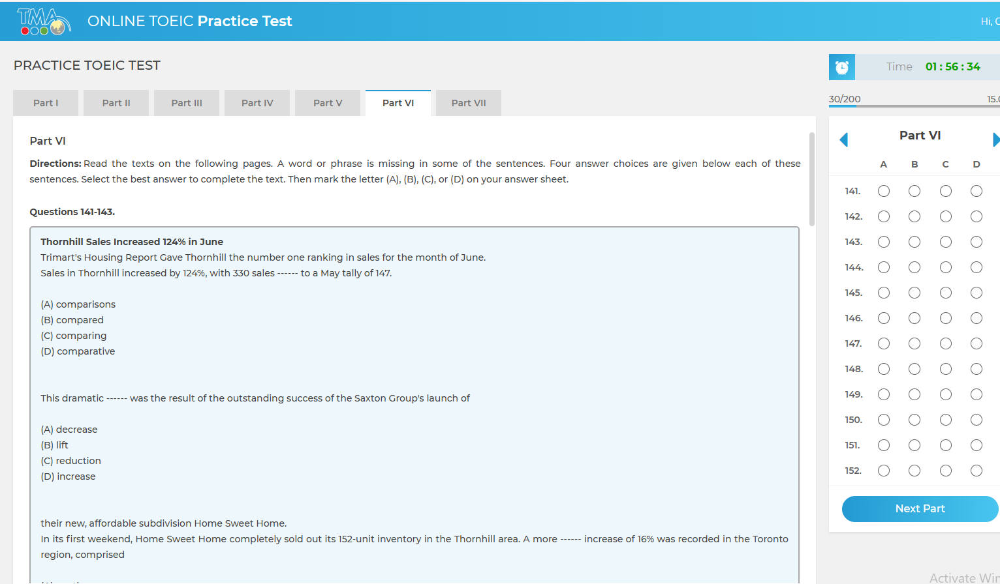 TMA
ONLINE TOEIC Practice Test
Hi,
PRACTICE TOEIC TEST
Time 01 : 56 : 34
Part I
Part II
Part III
Part IV
Part V
Part VI
Part VII
30/200
Part VI
Directions: Read the texts on the following pages. A word or phrase is missing in some of the sentences. Four answer choices are given below each of these
sentences. Select the best answer to complete the text. Then mark the letter (A), (B), (C), or (D) on your answer sheet.
Questions 141-143.
Thornhill Sales Increased 124% in June
Trimart's Housing Report Gave Thornhill the number one ranking in sales for the month of June.
Sales in Thornhill increased by 124%, with 330 sales ------ to a May tally of 147.
(A) comparisons
(B) compared
(C) comparing
(D) comparative
This dramatic ------ was the result of the outstanding success of the Saxton Group's launch of
(A) decrease
(B) lift
(C) reduction
(D) increase
their new, affordable subdivision Home Sweet Home.
In its first weekend, Home Sweet Home completely sold out its 152-unit inventory in the Thornhill area. A more ------ increase of 16% was recorded in the Toronto
region, comprised
Part VI
A B C D
141.
142.
143.
144.
145.
146.
147.
148.
149.
150.
151.
152.
Next Part
Activate